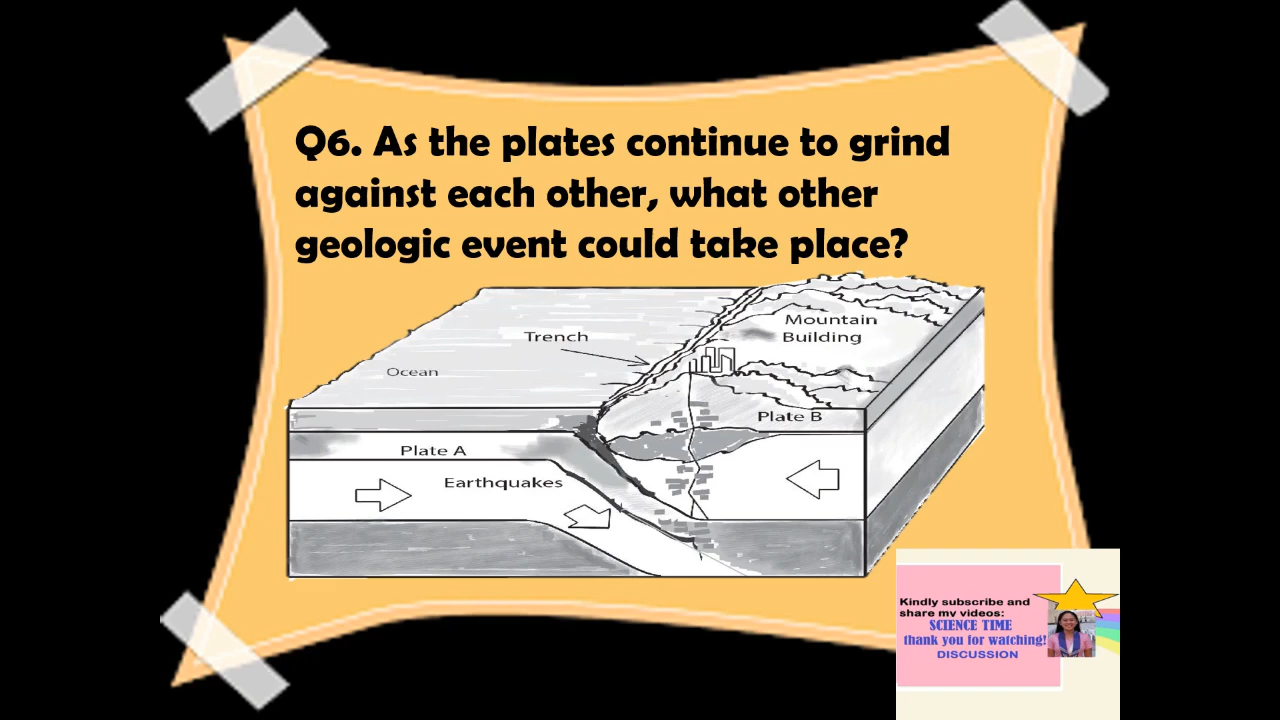 Q6. As the plates continue to grind
against each other, what other
geologic event could take place?
Mountain
Building
Trench
Ocean
Plate B
Plate A
Earthquakes
Kindly subscribe and
share my videos:
SCIENCE TIME
thank you for watching!
DISCUSSION